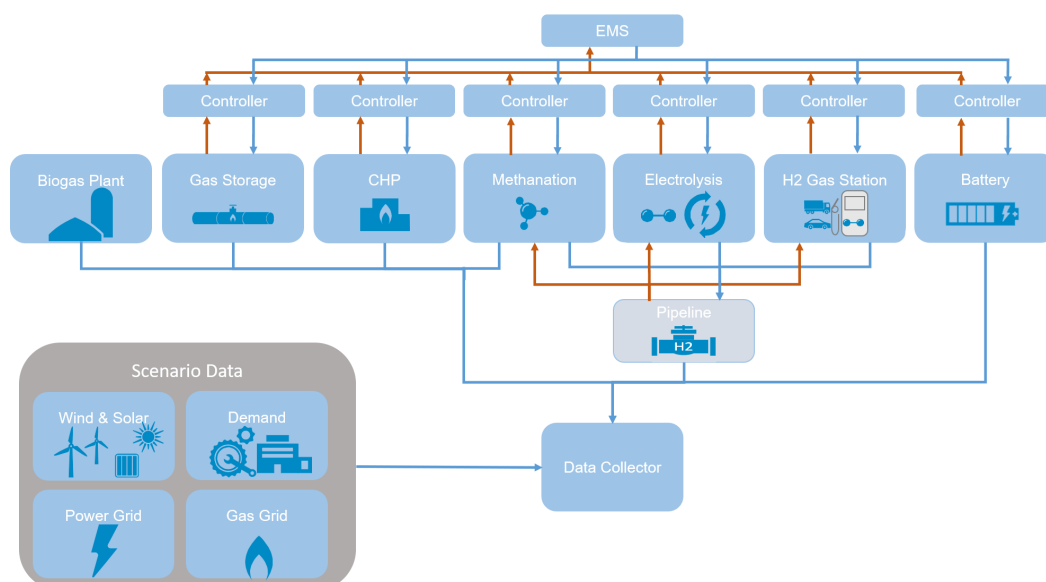 EMS
Controller
Controller
Controller
Controller
Controller
Controller
Biogas Plant
Gas Storage
CHP
Methanation
Electrolysis
H2 Gas Station
Battery
Pipeline
H2
Scenario Data
Wind & Solar
Demand
Data Collector
Power Grid
Gas Grid